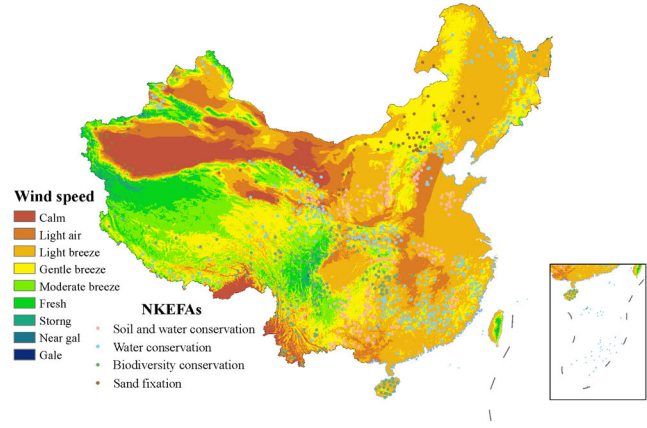 Wind speed
Calm
Light air
Light breeze
Gentle breeze
Moderate breeze
Fresh
Storng
Near gal
Gale
NKEFAs
Soil and water conservation
Water conservation
Biodiversity conservation
Sand fixation